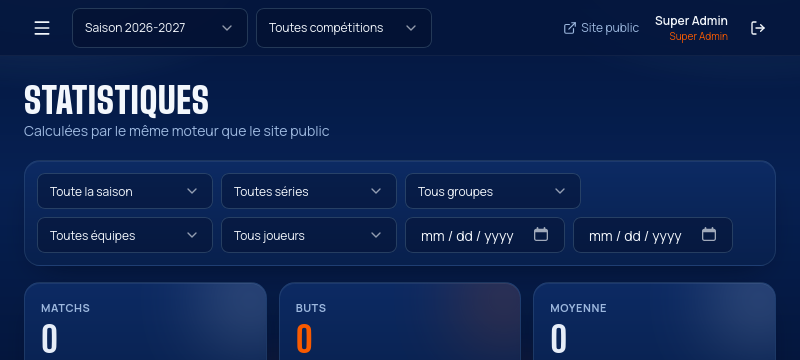 Saison 2026-2027
Toutes compétitions
Site public
Super Admin
Super Admin
STATISTIQUES
Calculées par le même moteur que le site public
Toute la saison
Toutes séries
Tous groupes
Toutes équipes
Tous joueurs
mm / dd / yyyy
mm / dd / yyyy
MATCHS
BUTS
MOYENNE
0
0
0